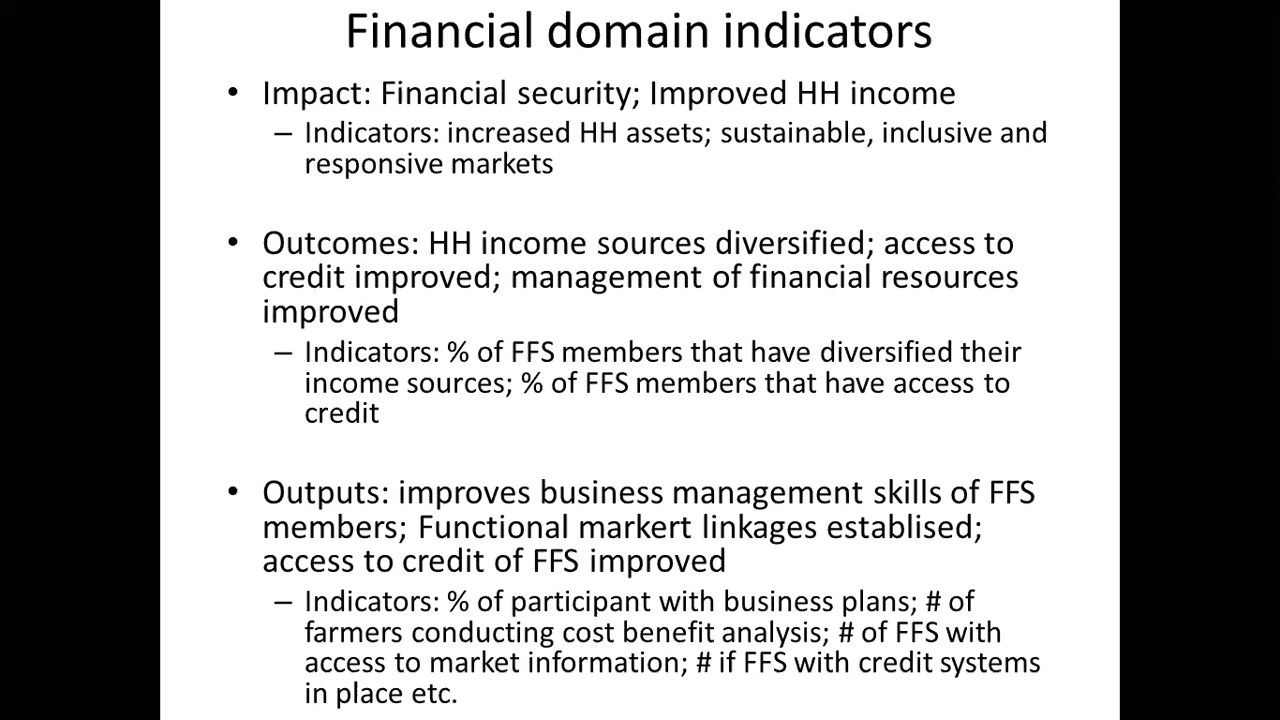 Financial domain indicators
• Impact: Financial security; Improved HH income
– Indicators: increased HH assets; sustainable, inclusive and
responsive markets
• Outcomes: HH income sources diversified; access to
credit improved; management of financial resources
improved
– Indicators: % of FFS members that have diversified their
income sources; % of FFS members that have access to
credit
• Outputs: improves business management skills of FFS
members; Functional markert linkages establised;
access to credit of FFS improved
– Indicators: % of participant with business plans; # of
farmers conducting cost benefit analysis; # of FFS with
access to market information; # if FFS with credit systems
in place etc.